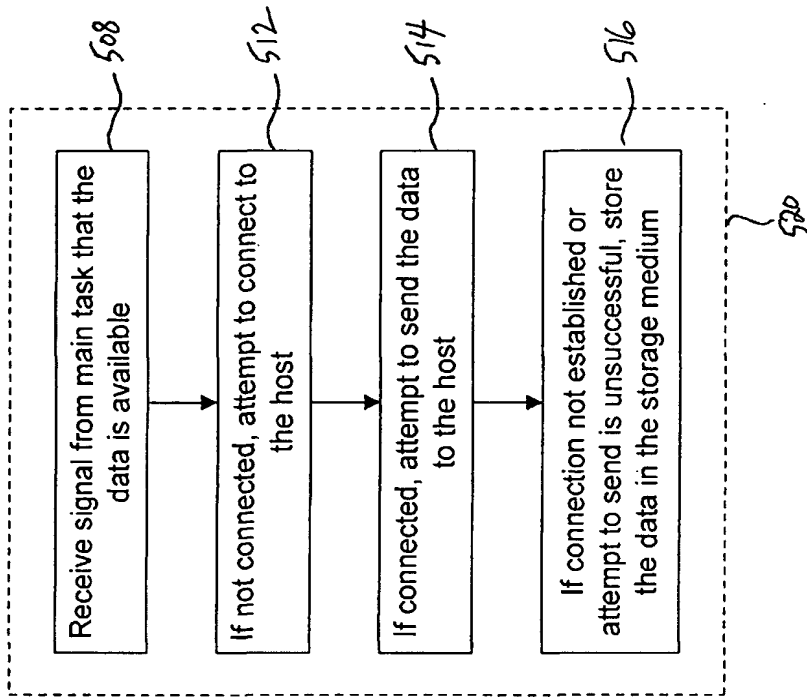 Receive signal from main task that the
data is available
508
If not connected, attempt to connect to
the host
512
If connected, attempt to send the data
to the host
514
If connection not established or
attempt to send is unsuccessful, store
the data in the storage medium
516
520